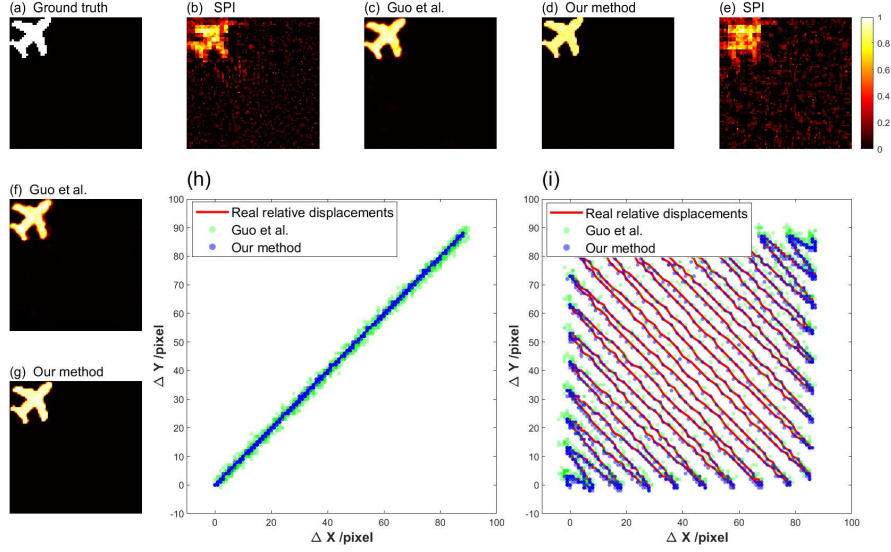 (a) Ground truth
(b) SPI
(c) Guo et al.
(d) Our method
(e) SPI
1
0.8
0.6
0.4
0.2
0
(f) Guo et al.
(g) Our method
(h)
100
90
80
70
60
50
40
30
20
10
0
-10
Δ Y /pixel
Real relative displacements
Guo et al.
Our method
0 20 40 60 80 100
Δ X /pixel
(i)
100
90
80
70
60
50
40
30
20
10
0
-10
Δ Y /pixel
Real relative displacements
Guo et al.
Our method
0 20 40 60 80 100
Δ X /pixel